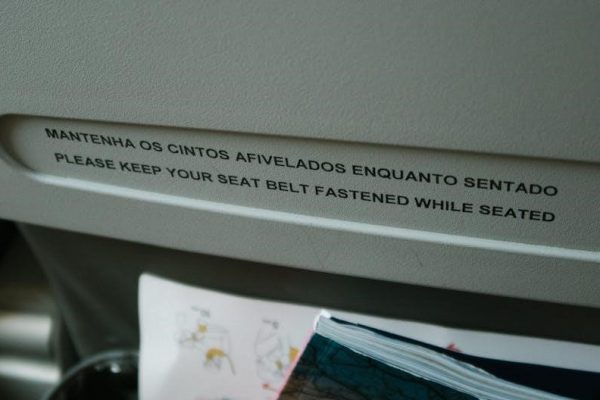 MANTENHA OS CINTOS AFIVELADOS ENQUANTO SENTADO
PLEASE KEEP YOUR SEAT BELT FASTENED WHILE SEATED